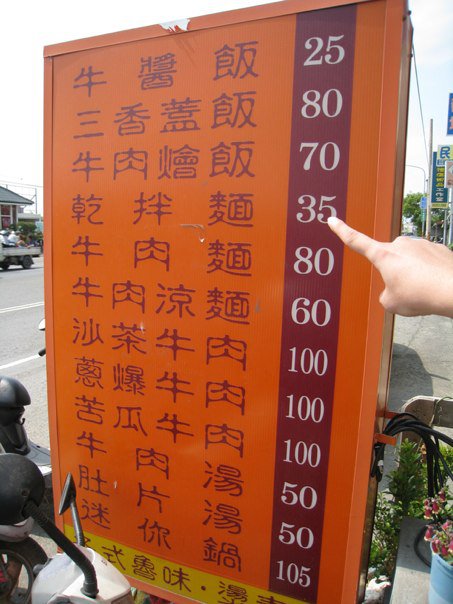 牛醬飯 25
三香蓋飯 80
牛肉燴飯 70
乾拌麵 35
牛肉麵 80
牛肉涼麵 60
沙茶牛肉 100
蔥爆牛肉 100
苦瓜牛肉 100
牛肉湯 50
肚片湯 50
迷你鍋 105
式魯味・湯